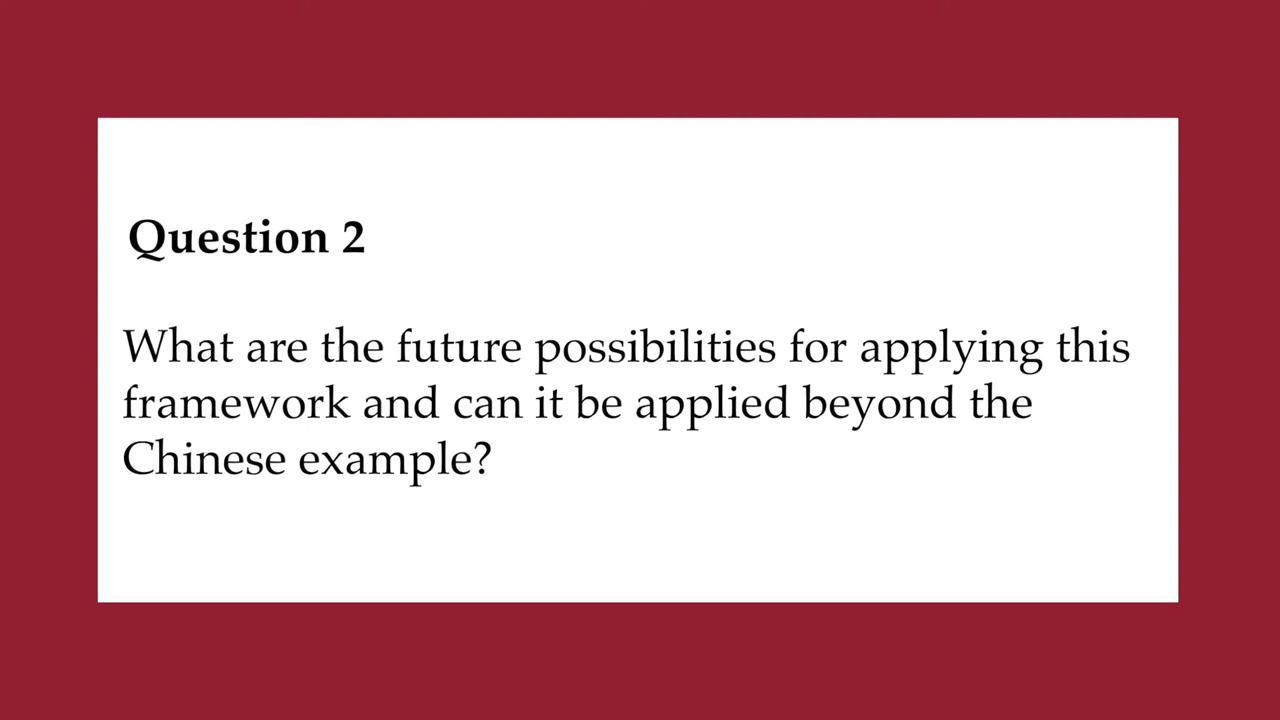 Question 2
What are the future possibilities for applying this
framework and can it be applied beyond the
Chinese example?